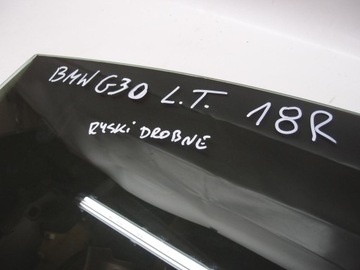 BMW G30 L.T. 18R
RYSKi DROBNE